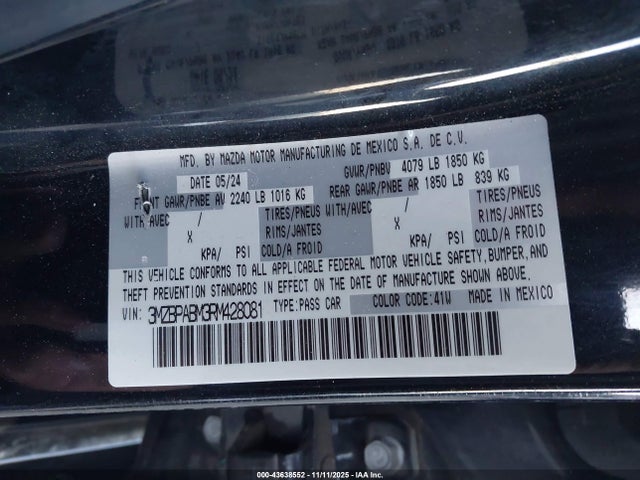 MFD. BY MAZDA MOTOR MANUFACTURING DE MEXICO S.A. DE C.V.
DATE 05/24 GVWR/PNBV 4079 LB 1850 KG
FRONT GAWR/PNBE AV 2240 LB 1016 KG REAR GAWR/PNBE AR 1850 LB 839 KG
WITH/AVEC / TIRES/PNEUS WITH/AVEC / TIRES/PNEUS
X RIMS/JANTES X RIMS/JANTES
KPA/ PSI COLD/A FROID KPA/ PSI COLD/A FROID
THIS VEHICLE CONFORMS TO ALL APPLICABLE FEDERAL MOTOR VEHICLE SAFETY, BUMPER, AND
THEFT PREVENTION STANDARDS IN EFFECT ON THE DATE OF MANUFACTURE SHOWN ABOVE.
VIN: 3MZBPABM3RM428081 TYPE:PASS CAR COLOR CODE:41W MADE IN MEXICO
000-43638552 - 11/11/2025 - IAA Inc.